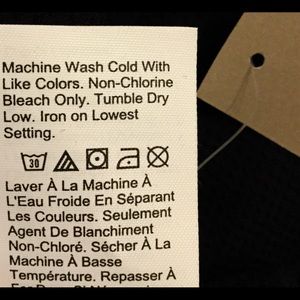 Machine Wash Cold With
Like Colors. Non-Chlorine
Bleach Only. Tumble Dry
Low. Iron on Lowest
Setting.
30
Laver À La Machine À
L'Eau Froide En Séparant
Les Couleurs. Seulement
Agent De Blanchiment
Non-Chloré. Sécher À La
Machine À Basse
Température. Repasser À